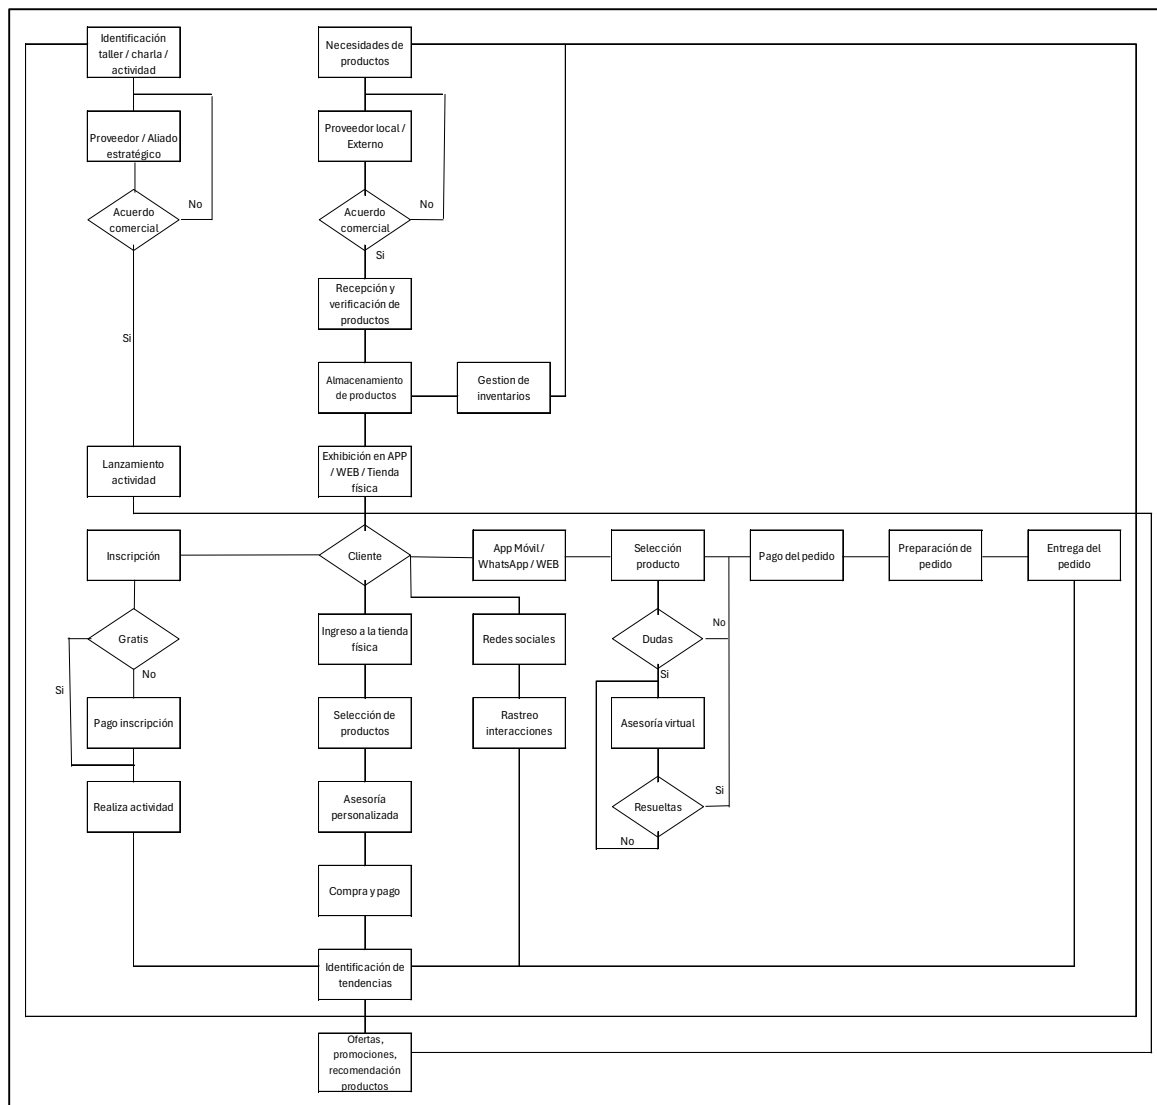 Identificación
taller / charla /
actividad
Necesidades de
productos
Proveedor / Aliado
estratégico
Proveedor local /
Externo
Acuerdo
comercial
No
Acuerdo
comercial
No
Si
Recepción y
verificación de
productos
Si
Almacenamiento
de productos
Gestion de
inventarios
Lanzamiento
actividad
Exhibición en APP
/ WEB / Tienda
física
Inscripción
Cliente
App Móvil /
WhatsApp / WEB
Selección
producto
Pago del pedido
Preparación de
pedido
Entrega del
pedido
Gratis
Ingreso a la tienda
física
Redes sociales
Dudas
No
No
Si
Si
Pago inscripción
Selección de
productos
Rastreo
interacciones
Asesoría virtual
Realiza actividad
Asesoría
personalizada
Resueltas
Si
No
Compra y pago
Identificación de
tendencias
Ofertas,
promociones,
recomendación
productos